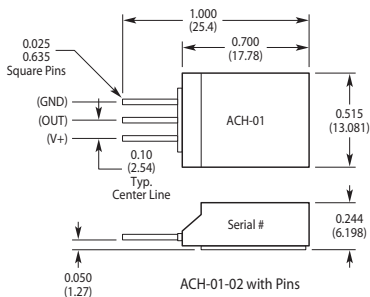 1.000
(25.4)
0.700
(17.78)
0.025
0.635
Square Pins
(GND)
(OUT)
(V+)
ACH-01
0.515
(13.081)
0.10
(2.54)
Typ.
Center Line
Serial #
0.244
(6.198)
0.050
(1.27)
ACH-01-02 with Pins